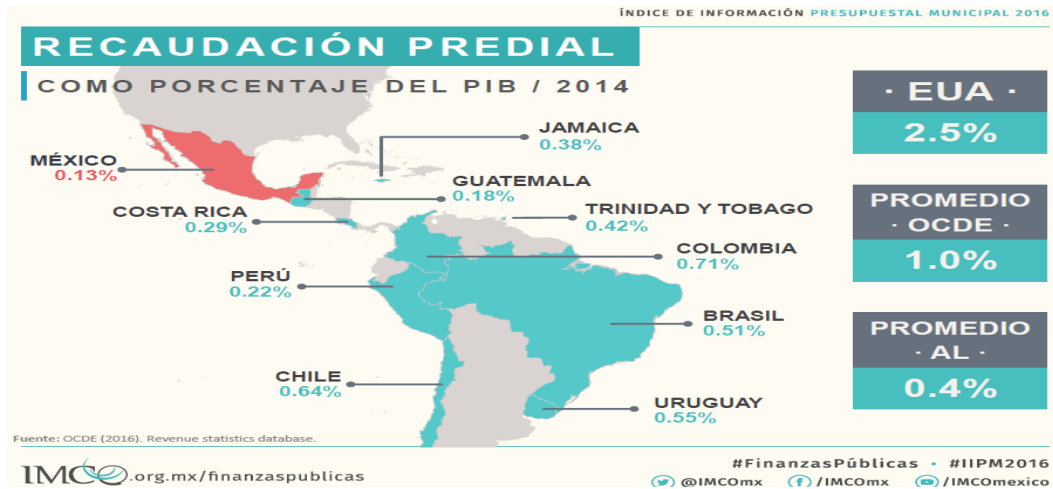 ÍNDICE DE INFORMACIÓN PRESUPUESTAL MUNICIPAL 2016
RECAUDACIÓN PREDIAL
COMO PORCENTAJE DEL PIB / 2014
· EUA ·
2.5%
JAMAICA
0.38%
MÉXICO
0.13%
GUATEMALA
0.18%
COSTA RICA
0.29%
TRINIDAD Y TOBAGO
0.42%
PROMEDIO
· OCDE ·
1.0%
COLOMBIA
0.71%
PERÚ
0.22%
BRASIL
0.51%
PROMEDIO
· AL ·
0.4%
CHILE
0.64%
URUGUAY
0.55%
Fuente: OCDE (2016). Revenue statistics database.
IMCO.org.mx/finanzaspublicas
#FinanzasPúblicas · #IIPM2016
@IMCOmx /IMCOmx /IMCOmexico